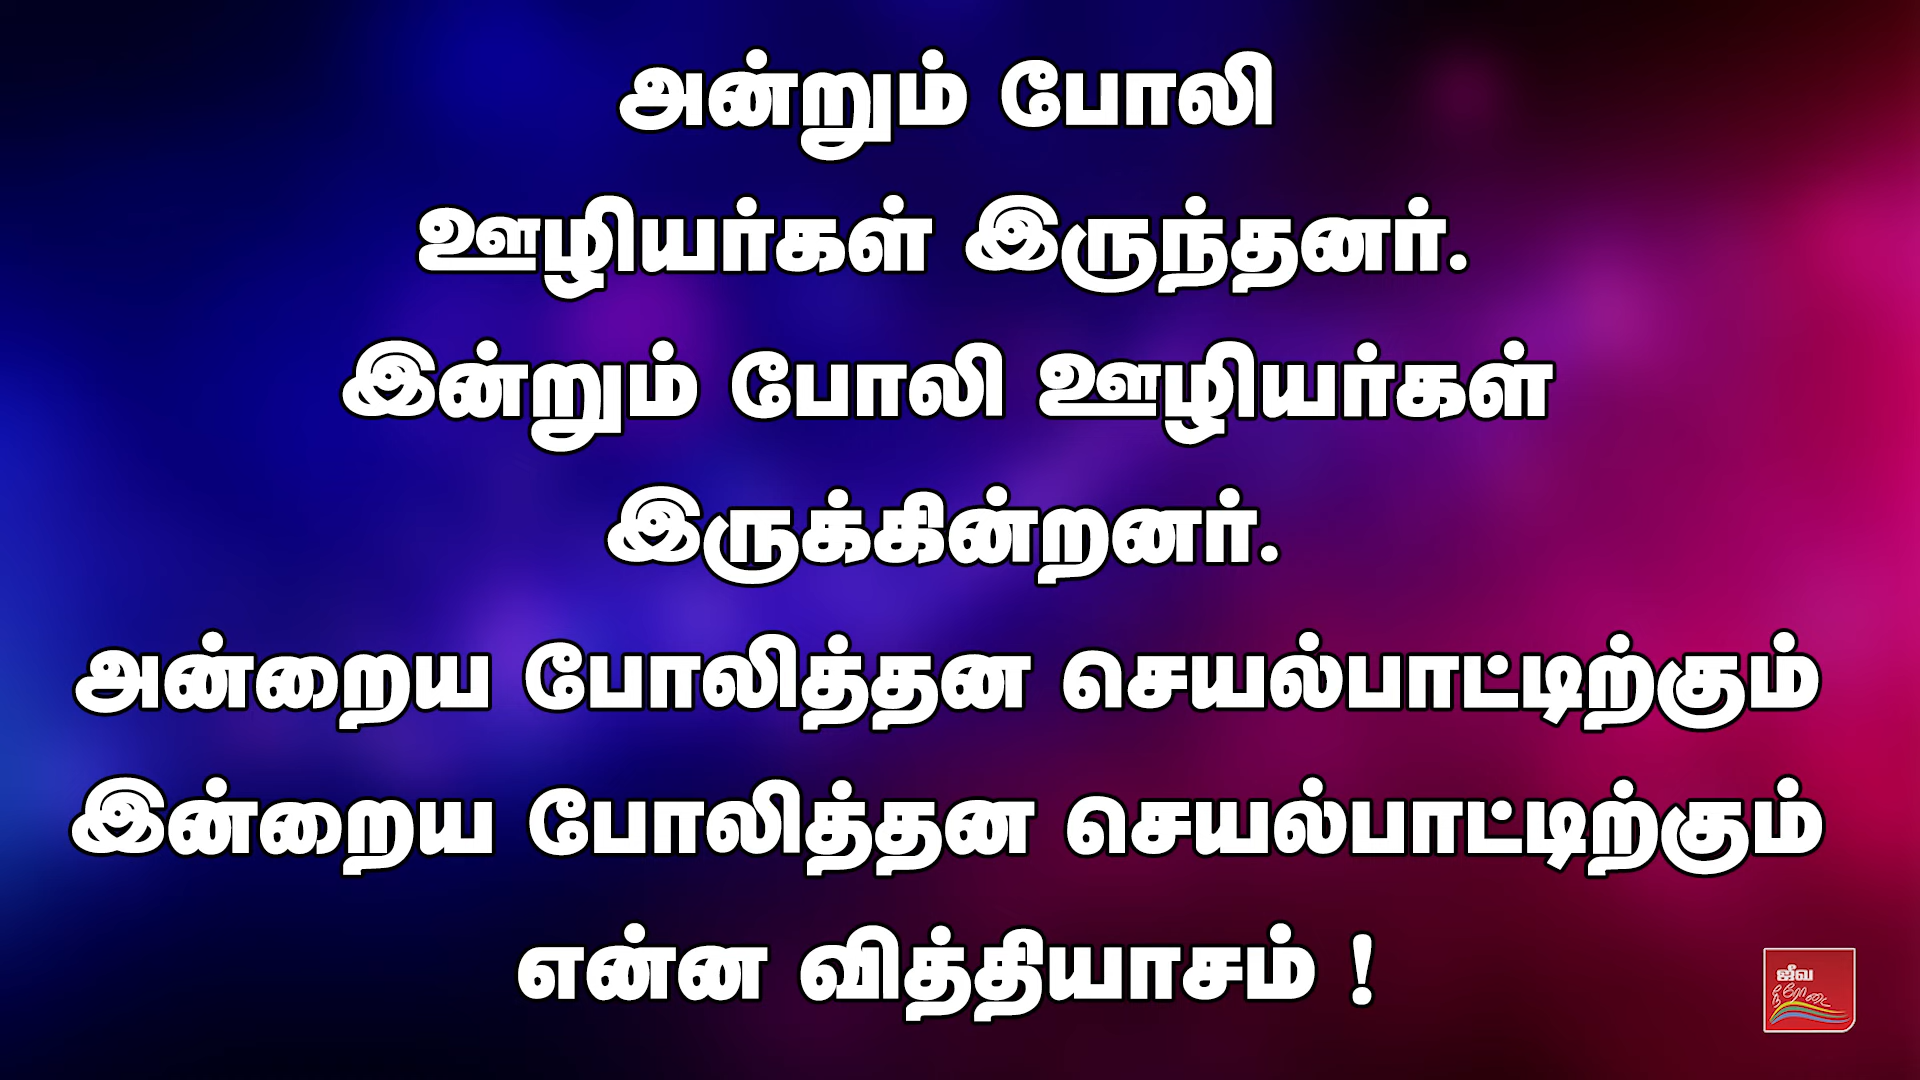 அன்றும் போலி
ஊழியர்கள் இருந்தனர்.
இன்றும் போலி ஊழியர்கள்
இருக்கின்றனர்.
அன்றைய போலித்தன செயல்பாட்டிற்கும்
இன்றைய போலித்தன செயல்பாட்டிற்கும்
என்ன வித்தியாசம் !
ஜீவ
நீரோடை